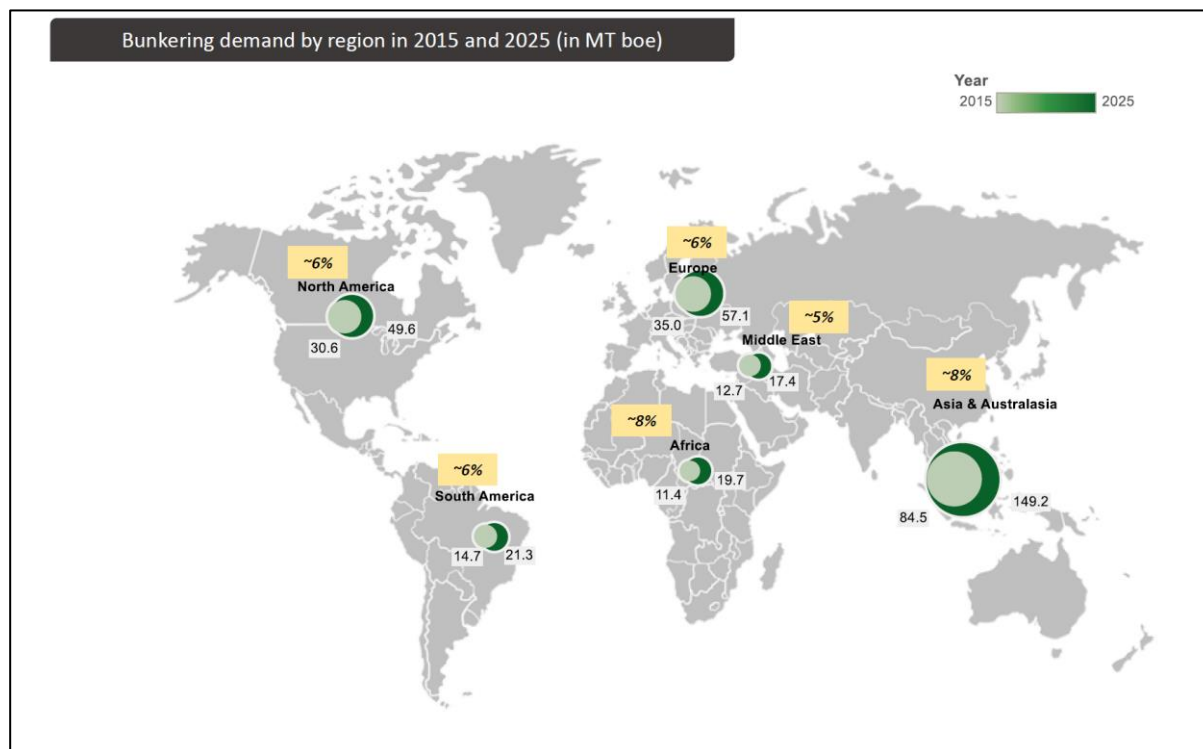 Bunkering demand by region in 2015 and 2025 (in MT boe)
Year
2015 2025
~6%
North America
30.6
49.6
~6%
Europe
35.0
57.1
~5%
Middle East
12.7
17.4
~8%
Asia & Australasia
84.5
149.2
~8%
Africa
11.4
19.7
~6%
South America
14.7
21.3